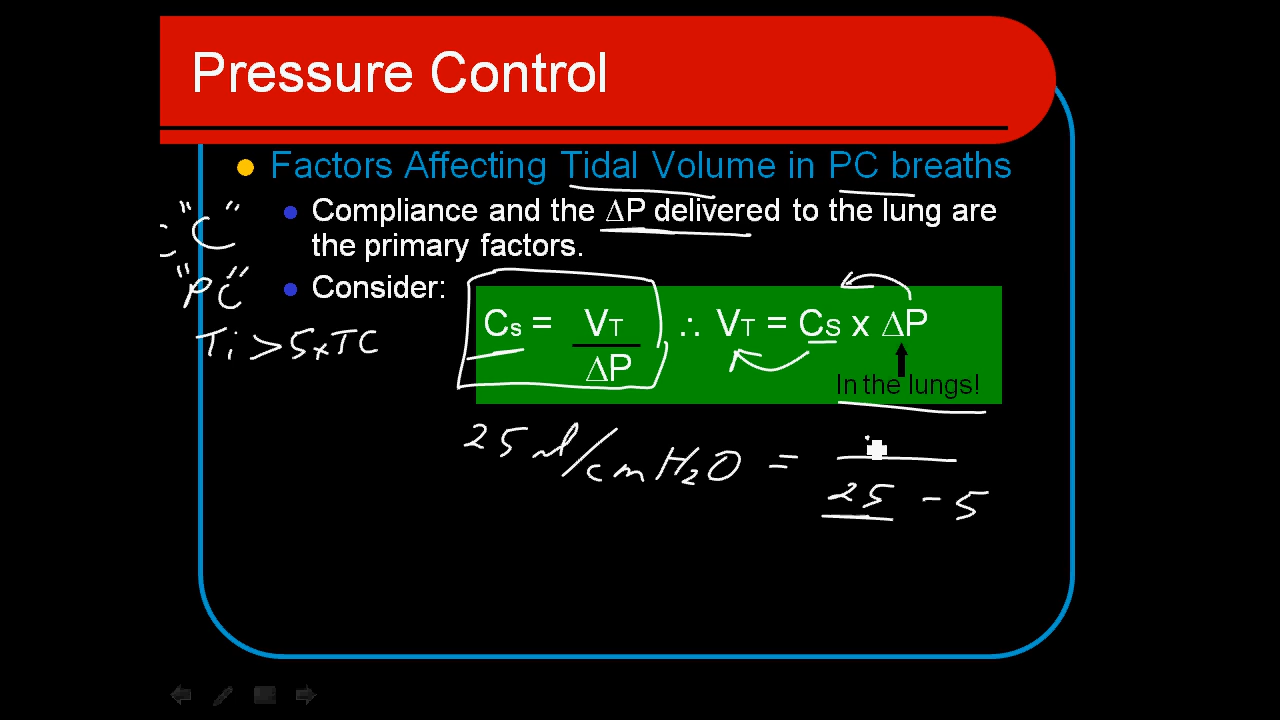 Pressure Control
Factors Affecting Tidal Volume in PC breaths
Compliance and the ΔP delivered to the lung are
the primary factors.
Consider:
"C"
"PC"
Ti > 5xTC
Cs = VT / ΔP ∴ VT = CS x ΔP
In the lungs!
25 ml/cmH2O = 
25 - 5